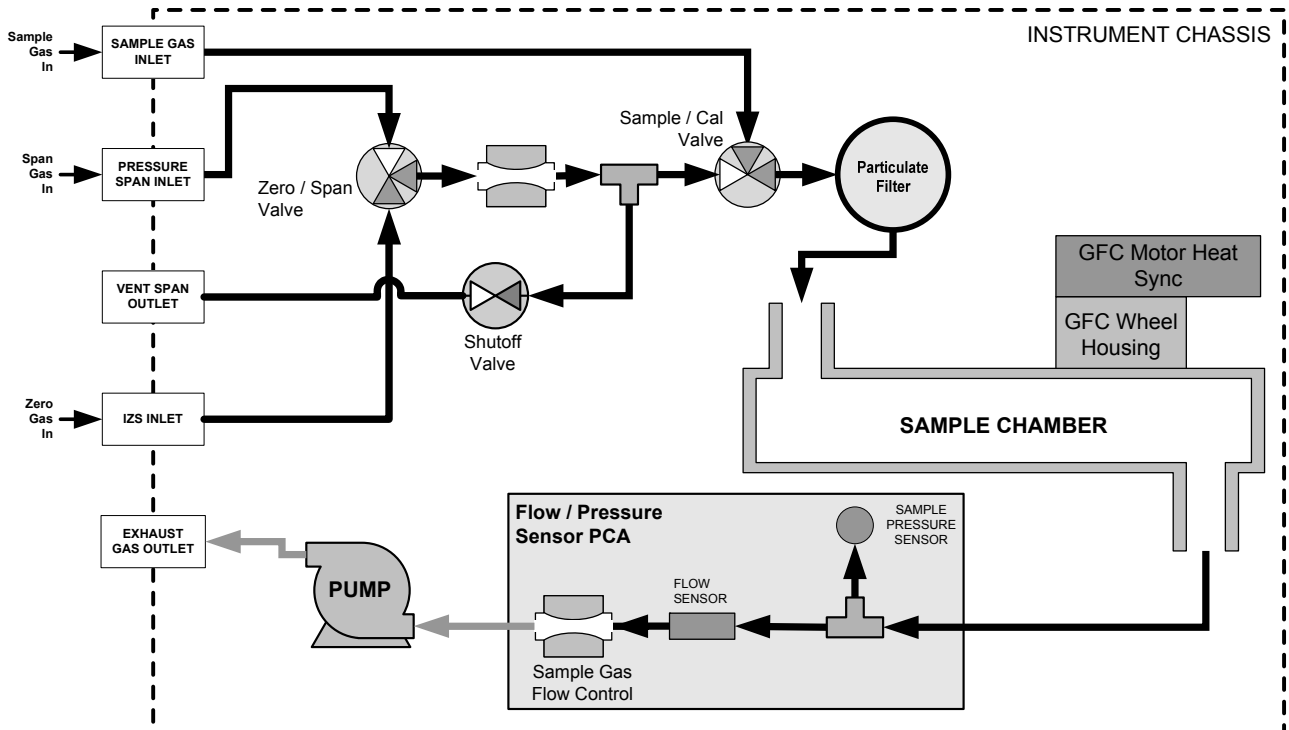 INSTRUMENT CHASSIS
Sample
Gas
In
SAMPLE GAS
INLET
Sample / Cal
Valve
Span
Gas
In
PRESSURE
SPAN INLET
Zero / Span
Valve
Particulate
Filter
GFC Motor Heat
Sync
VENT SPAN
OUTLET
Shutoff
Valve
GFC Wheel
Housing
Zero
Gas
In
IZS INLET
SAMPLE CHAMBER
Flow / Pressure
Sensor PCA
SAMPLE
PRESSURE
SENSOR
EXHAUST
GAS OUTLET
PUMP
FLOW
SENSOR
Sample Gas
Flow Control